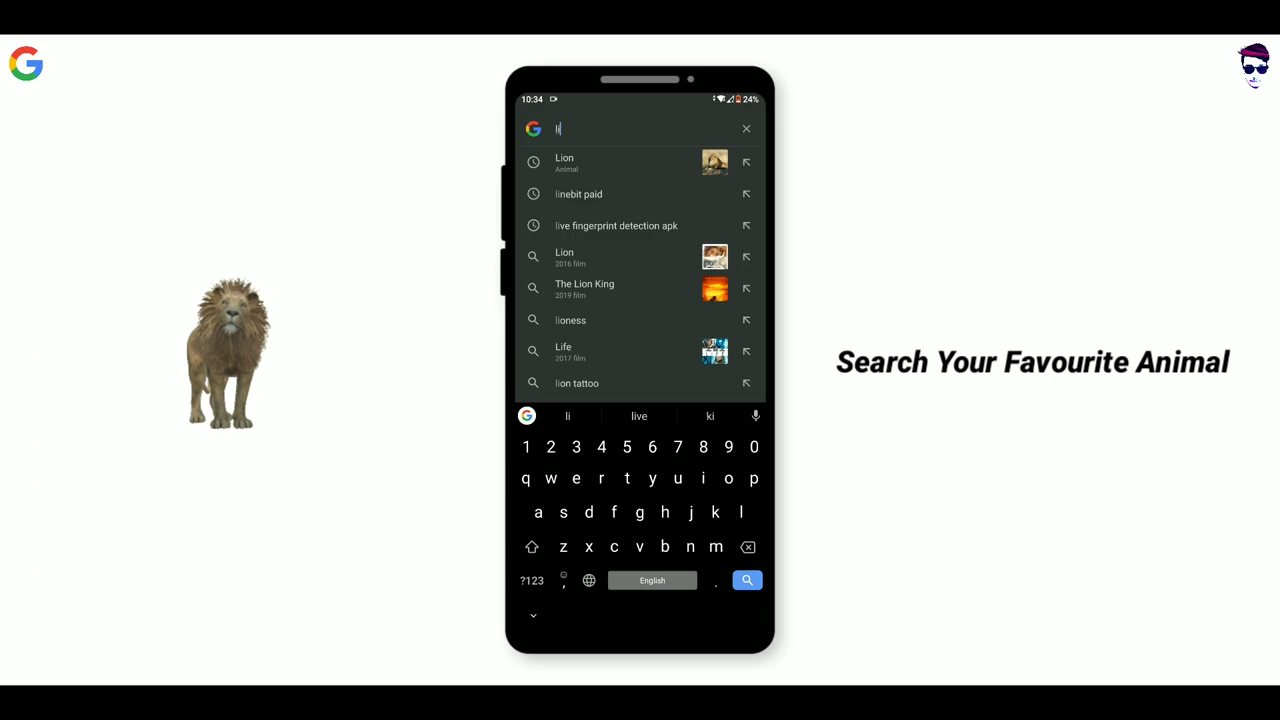 10:34 24%
li
Lion
Animal
linebit paid
live fingerprint detection apk
Lion
2016 film
The Lion King
2019 film
lioness
Life
2017 film
lion tattoo
Search Your Favourite Animal
li live ki
1 2 3 4 5 6 7 8 9 0
q w e r t y u i o p
a s d f g h j k l
z x c v b n m
?123 , English .